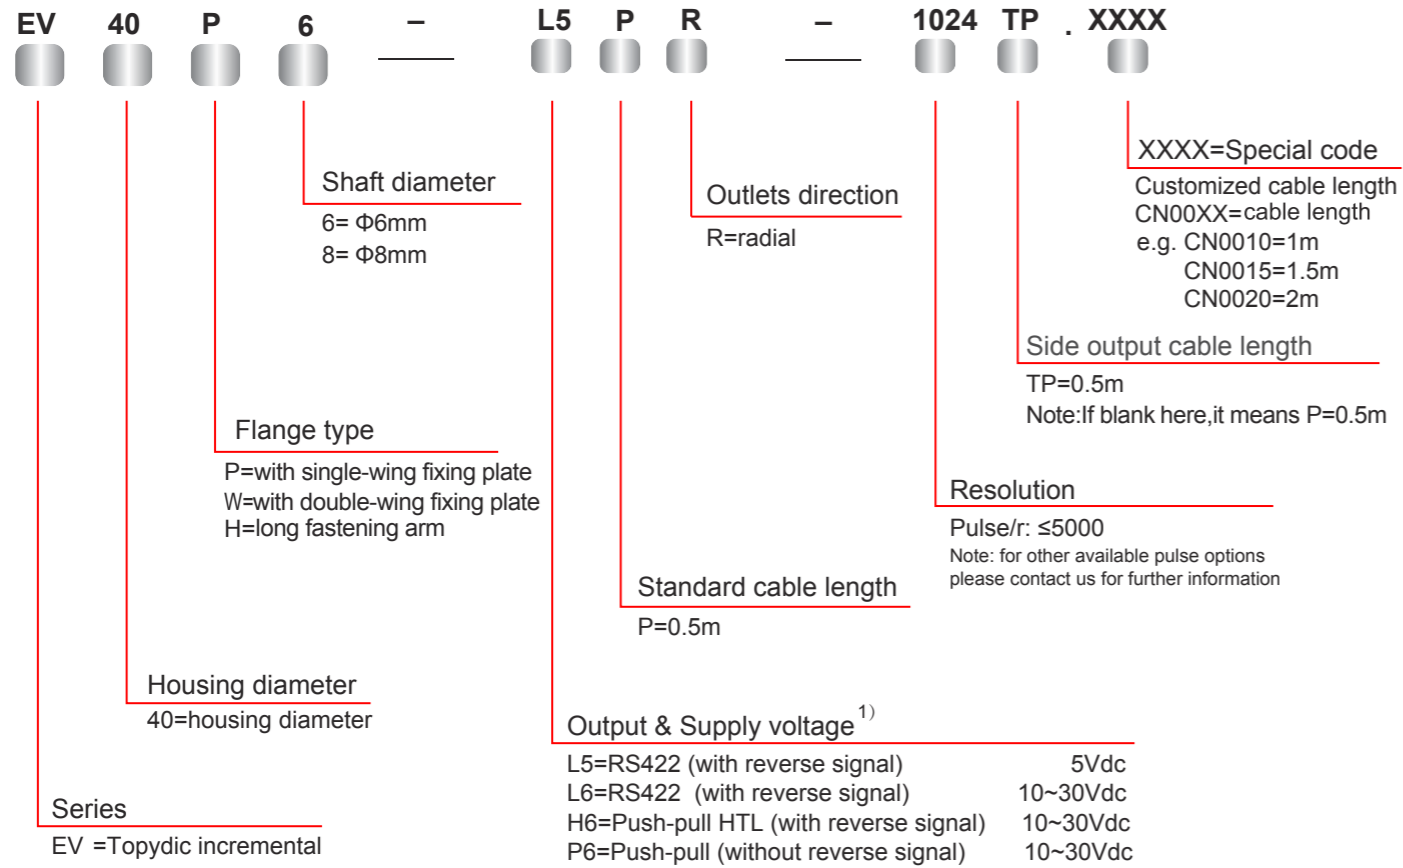 EV 40 P 6 – L5 P R – 1024 TP . XXXX
XXXX=Special code
Customized cable length
CN00XX=cable length
e.g. CN0010=1m
CN0015=1.5m
CN0020=2m
Shaft diameter
6= Φ6mm
8= Φ8mm
Outlets direction
R=radial
Side output cable length
TP=0.5m
Note:If blank here,it means P=0.5m
Flange type
P=with single-wing fixing plate
W=with double-wing fixing plate
H=long fastening arm
Resolution
Pulse/r: ≤5000
Note: for other available pulse options
please contact us for further information
Standard cable length
P=0.5m
Housing diameter
40=housing diameter
Output & Supply voltage 1)
L5=RS422 (with reverse signal) 5Vdc
L6=RS422 (with reverse signal) 10~30Vdc
H6=Push-pull HTL (with reverse signal) 10~30Vdc
P6=Push-pull (without reverse signal) 10~30Vdc
Series
EV =Topydic incremental